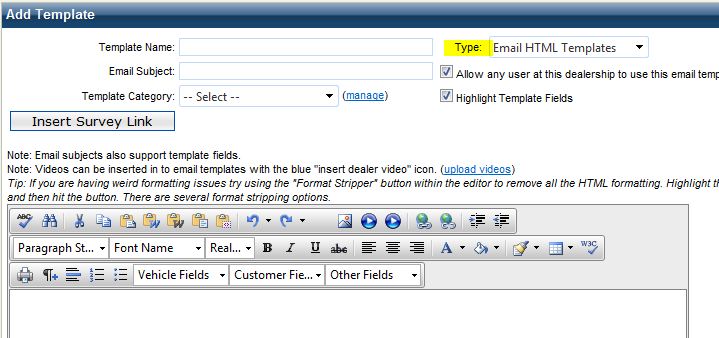 Add Template
Template Name: Type: Email HTML Templates
Email Subject: Allow any user at this dealership to use this email temp
Template Category: -- Select -- (manage) Highlight Template Fields
Insert Survey Link
Note: Email subjects also support template fields.
Note: Videos can be inserted in to email templates with the blue "insert dealer video" icon. (upload videos)
Tip: If you are having weird formatting issues try using the "Format Stripper" button within the editor to remove all the HTML formatting. Highlight th
and then hit the button. There are several format stripping options.
ABC
Paragraph St... Font Name Real... B I U abc A W3C
Vehicle Fields Customer Fie... Other Fields